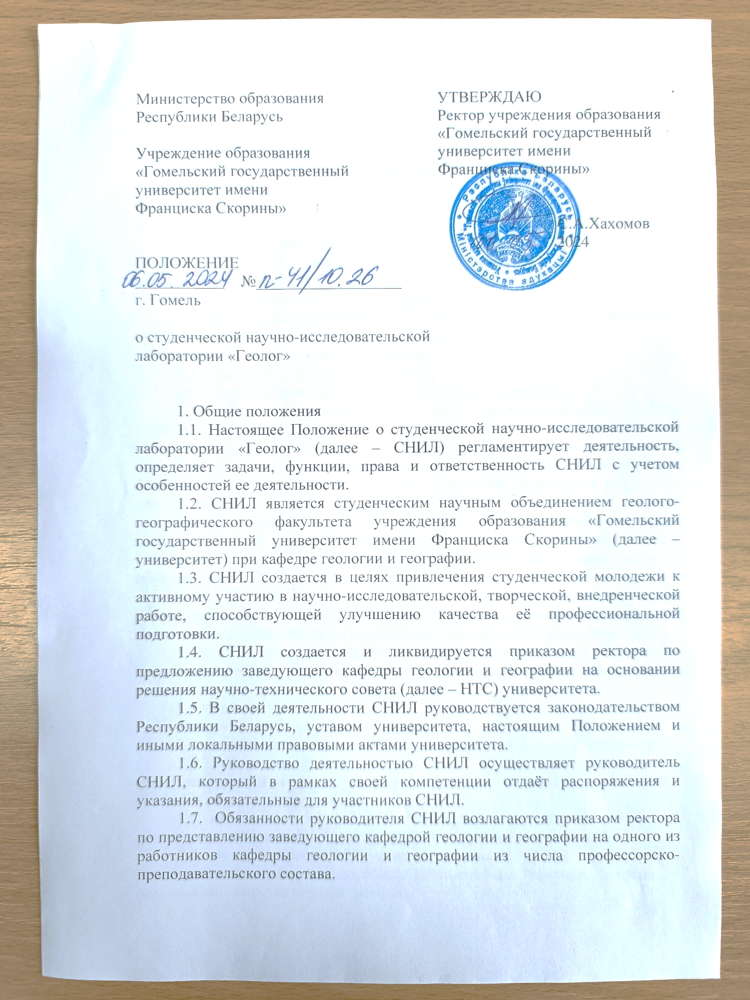 Министерство образования
Республики Беларусь
Учреждение образования
«Гомельский государственный
университет имени
Франциска Скорины»
УТВЕРЖДАЮ
Ректор учреждения образования
«Гомельский государственный
университет имени
Франциска Скорины»
Рэспубліка Беларусь
Міністэрства адукацыі
С.А.Хахомов
06 05 2024
ПОЛОЖЕНИЕ
06.05. 2024 № п-41/10.26
г. Гомель
о студенческой научно-исследовательской
лаборатории «Геолог»
1. Общие положения
1.1. Настоящее Положение о студенческой научно-исследовательской
лаборатории «Геолог» (далее – СНИЛ) регламентирует деятельность,
определяет задачи, функции, права и ответственность СНИЛ с учетом
особенностей ее деятельности.
1.2. СНИЛ является студенческим научным объединением геолого-
географического факультета учреждения образования «Гомельский
государственный университет имени Франциска Скорины» (далее –
университет) при кафедре геологии и географии.
1.3. СНИЛ создается в целях привлечения студенческой молодежи к
активному участию в научно-исследовательской, творческой, внедренческой
работе, способствующей улучшению качества её профессиональной
подготовки.
1.4. СНИЛ создается и ликвидируется приказом ректора по
предложению заведующего кафедры геологии и географии на основании
решения научно-технического совета (далее – НТС) университета.
1.5. В своей деятельности СНИЛ руководствуется законодательством
Республики Беларусь, уставом университета, настоящим Положением и
иными локальными правовыми актами университета.
1.6. Руководство деятельностью СНИЛ осуществляет руководитель
СНИЛ, который в рамках своей компетенции отдаёт распоряжения и
указания, обязательные для участников СНИЛ.
1.7. Обязанности руководителя СНИЛ возлагаются приказом ректора
по представлению заведующего кафедрой геологии и географии на одного из
работников кафедры геологии и географии из числа профессорско-
преподавательского состава.